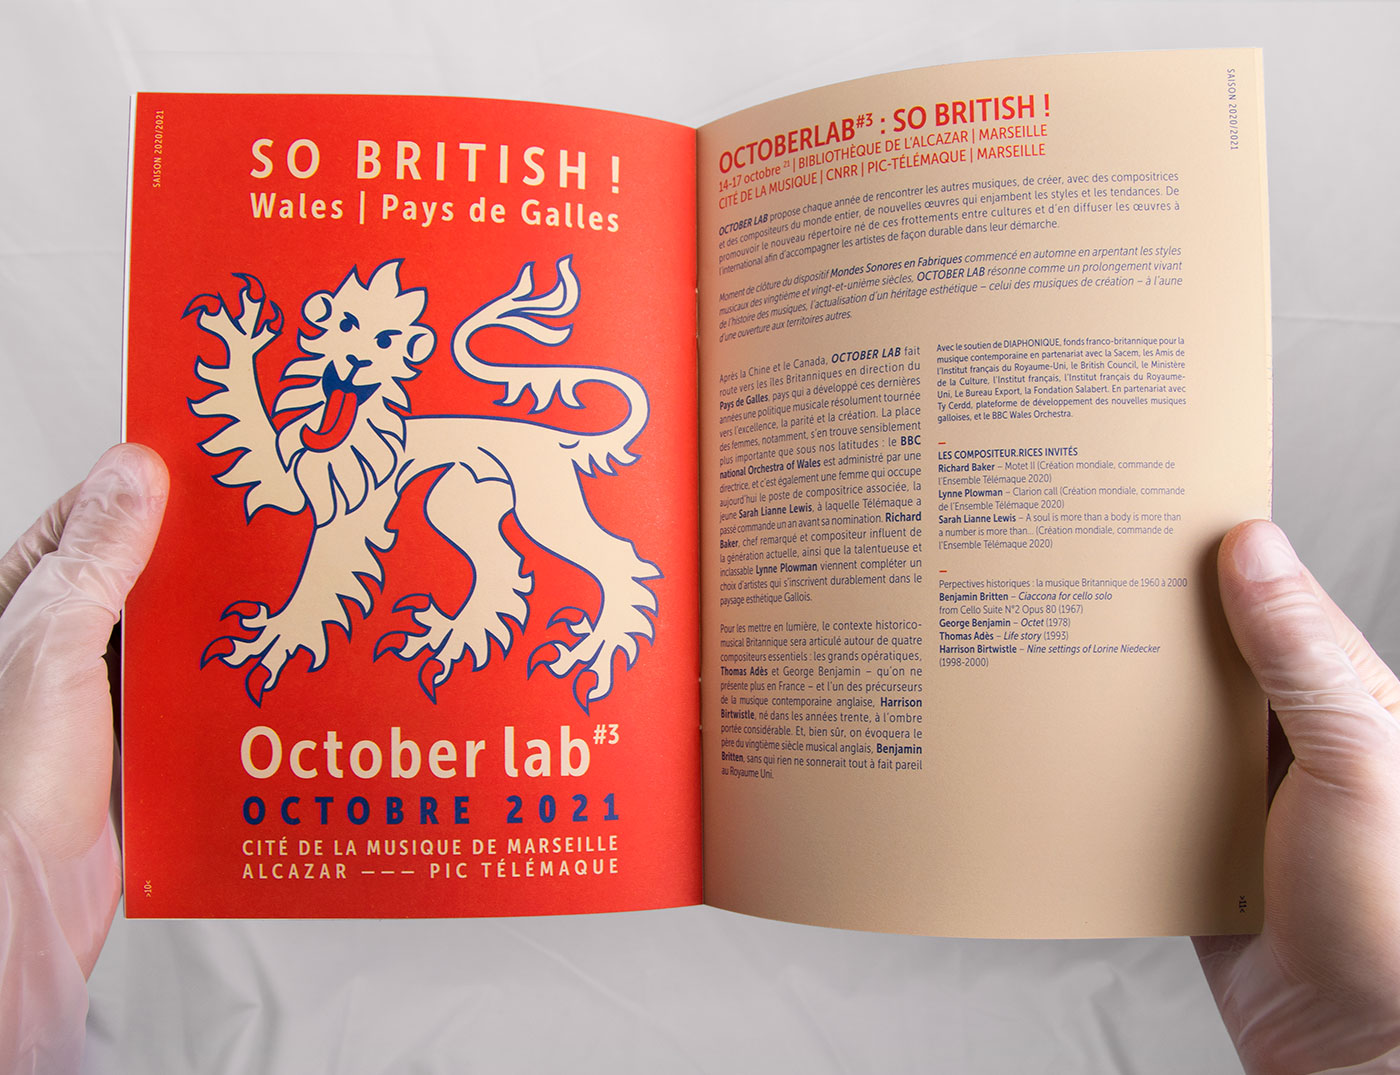 SAISON 2020/2021
SO BRITISH !
Wales | Pays de Galles
October lab#3
OCTOBRE 2021
CITÉ DE LA MUSIQUE DE MARSEILLE
ALCAZAR ——— PIC TÉLÉMAQUE
>10<
SAISON 2020/2021
OCTOBERLAB#3 : SO BRITISH !
14-17 octobre 21 | BIBLIOTHÈQUE DE L'ALCAZAR | MARSEILLE
CITÉ DE LA MUSIQUE | CNRR | PIC-TÉLÉMAQUE | MARSEILLE
OCTOBER LAB propose chaque année de rencontrer les autres musiques, de créer, avec des compositrices
et des compositeurs du monde entier, de nouvelles œuvres qui enjambent les styles et les tendances. De
promouvoir le nouveau répertoire né de ces frottements entre cultures et d'en diffuser les œuvres à
l'international afin d'accompagner les artistes de façon durable dans leur démarche.
Moment de clôture du dispositif Mondes Sonores en Fabriques commencé en automne en arpentant les styles
musicaux des vingtième et vingt-et-unième siècles, OCTOBER LAB résonne comme un prolongement vivant
de l'histoire des musiques, l'actualisation d'un héritage esthétique – celui des musiques de création – à l'aune
d'une ouverture aux territoires autres.
Après la Chine et le Canada, OCTOBER LAB fait
route vers les îles Britanniques en direction du
Pays de Galles, pays qui a développé ces dernières
années une politique musicale résolument tournée
vers l'excellence, la parité et la création. La place
des femmes, notamment, s'en trouve sensiblement
plus importante que sous nos latitudes : le BBC
national Orchestra of Wales est administré par une
directrice, et c'est également une femme qui occupe
aujourd'hui le poste de compositrice associée, la
jeune Sarah Lianne Lewis, à laquelle Télémaque a
passé commande un an avant sa nomination. Richard
Baker, chef remarqué et compositeur influent de
la génération actuelle, ainsi que la talentueuse et
inclassable Lynne Plowman viennent compléter un
choix d'artistes qui s'inscrivent durablement dans le
paysage esthétique Gallois.
Pour les mettre en lumière, le contexte historico-
musical Britannique sera articulé autour de quatre
compositeurs essentiels : les grands opératiques,
Thomas Adès et George Benjamin – qu'on ne
présente plus en France – et l'un des précurseurs
de la musique contemporaine anglaise, Harrison
Birtwistle, né dans les années trente, à l'ombre
portée considérable. Et, bien sûr, on évoquera le
père du vingtième siècle musical anglais, Benjamin
Britten, sans qui rien ne sonnerait tout à fait pareil
au Royaume Uni.
Avec le soutien de DIAPHONIQUE, fonds franco-britannique pour la
musique contemporaine en partenariat avec la Sacem, les Amis de
l'Institut français du Royaume-Uni, le British Council, le Ministère
de la Culture, l'Institut français, l'Institut français du Royaume-
Uni, Le Bureau Export, la Fondation Salabert. En partenariat avec
Ty Cerdd, plateforme de développement des nouvelles musiques
galloises, et le BBC Wales Orchestra.
–
LES COMPOSITEUR.RICES INVITÉS
Richard Baker – Motet II (Création mondiale, commande de
l'Ensemble Télémaque 2020)
Lynne Plowman – Clarion call (Création mondiale, commande
de l'Ensemble Télémaque 2020)
Sarah Lianne Lewis – A soul is more than a body is more than
a number is more than... (Création mondiale, commande de
l'Ensemble Télémaque 2020)
–
Perpectives historiques : la musique Britannique de 1960 à 2000
Benjamin Britten – Ciaccona for cello solo
from Cello Suite N°2 Opus 80 (1967)
George Benjamin – Octet (1978)
Thomas Adès – Life story (1993)
Harrison Birtwistle – Nine settings of Lorine Niedecker
(1998-2000)
>11<